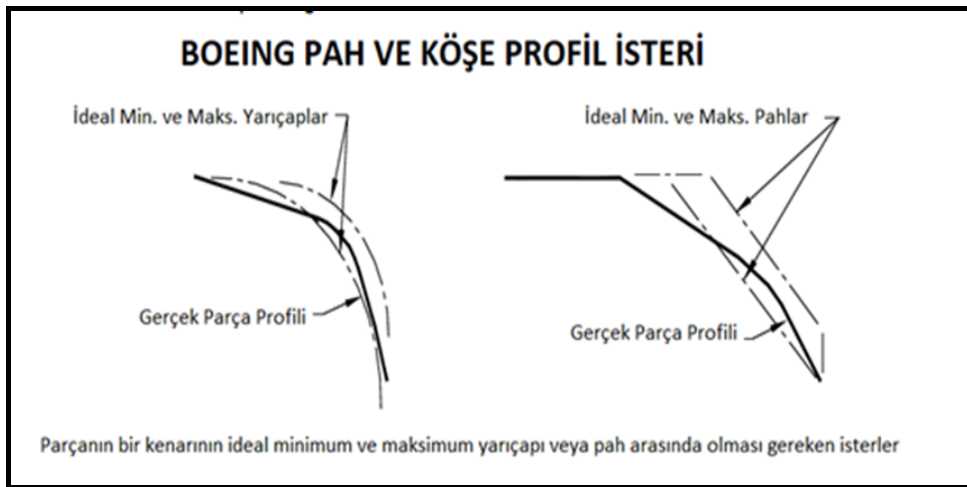 BOEING PAH VE KÖŞE PROFİL İSTERİ
İdeal Min. ve Maks. Yarıçaplar
İdeal Min. ve Maks. Pahlar
Gerçek Parça Profili
Gerçek Parça Profili
Parçanın bir kenarının ideal minimum ve maksimum yarıçapı veya pah arasında olması gereken isterler